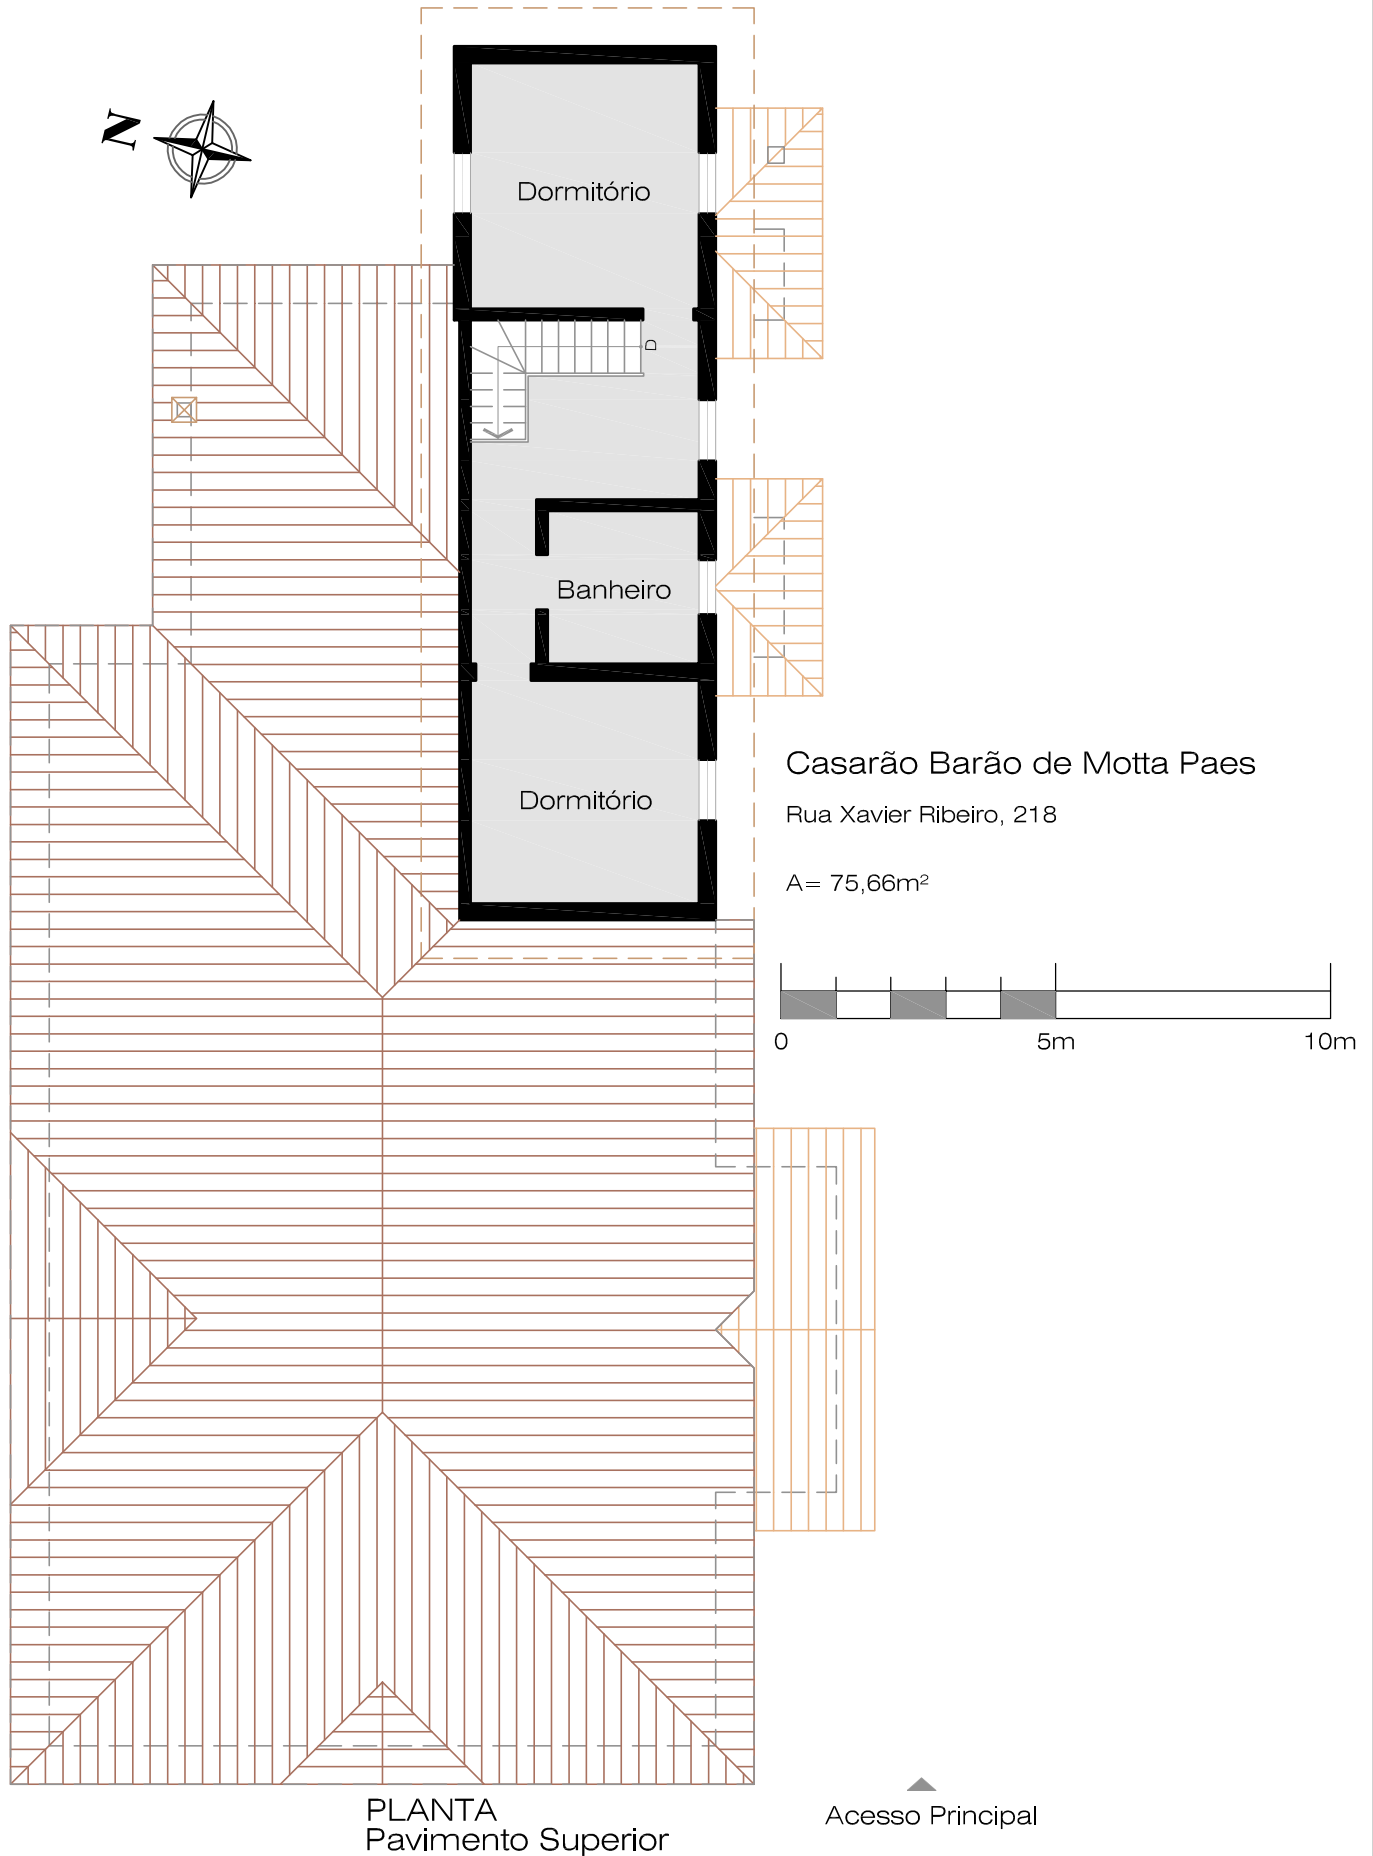 N
Dormitório
D
Banheiro
Dormitório
Casarão Barão de Motta Paes
Rua Xavier Ribeiro, 218
A= 75,66m²
0 5m 10m
PLANTA
Pavimento Superior
Acesso Principal